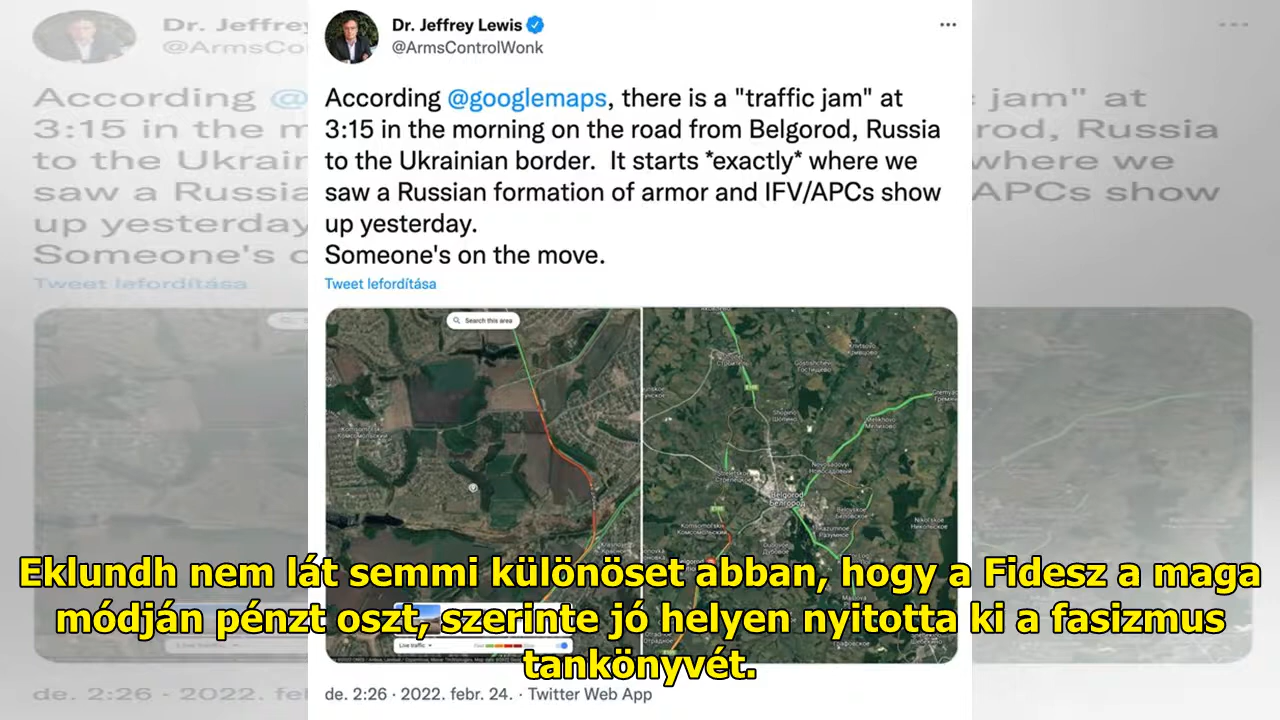 Dr. Jeffrey Lewis
@ArmsControlWonk
According @googlemaps, there is a "traffic jam" at
3:15 in the morning on the road from Belgorod, Russia
to the Ukrainian border. It starts *exactly* where we
saw a Russian formation of armor and IFV/APCs show
up yesterday.
Someone's on the move.
Tweet lefordítása
Search this area
Belgorod
Белгород
Live traffic
Eklundh nem lát semmi különöset abban, hogy a Fidesz a maga
módján pénzt oszt, szerinte jó helyen nyitotta ki a fasizmus
tankönyvét.
de. 2:26 · 2022. febr. 24. · Twitter Web App